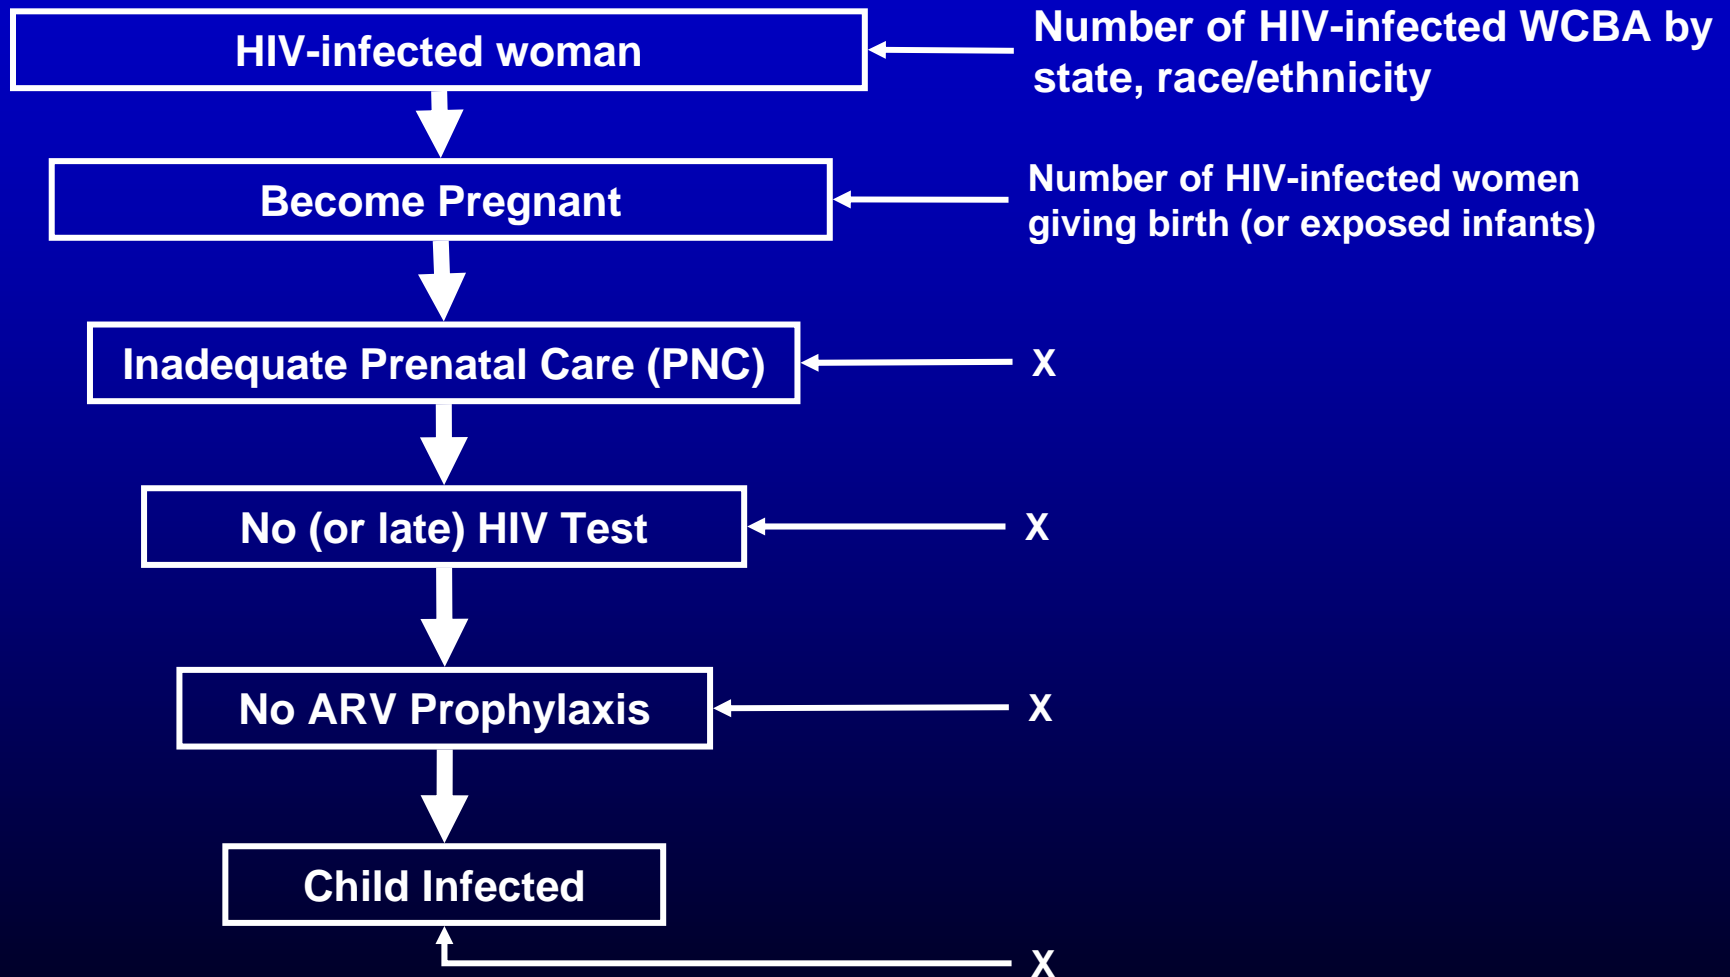 HIV-infected woman
Number of HIV-infected WCBA by
state, race/ethnicity
Become Pregnant
Number of HIV-infected women
giving birth (or exposed infants)
Inadequate Prenatal Care (PNC)
X
No (or late) HIV Test
X
No ARV Prophylaxis
X
Child Infected
X